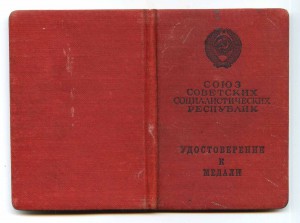 СОЮЗ
СОВЕТСКИХ
СОЦИАЛИСТИЧЕСКИХ
РЕСПУБЛИК
УДОСТОВЕРЕНИЕ
К
МЕДАЛИ